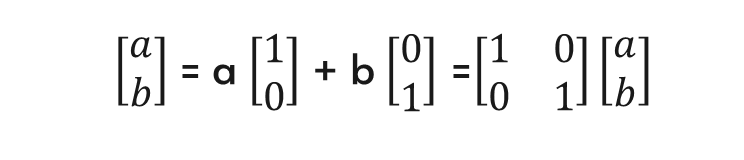 [a b] = a [1 0] + b [0 1] = [1 0 0 1] [a b]